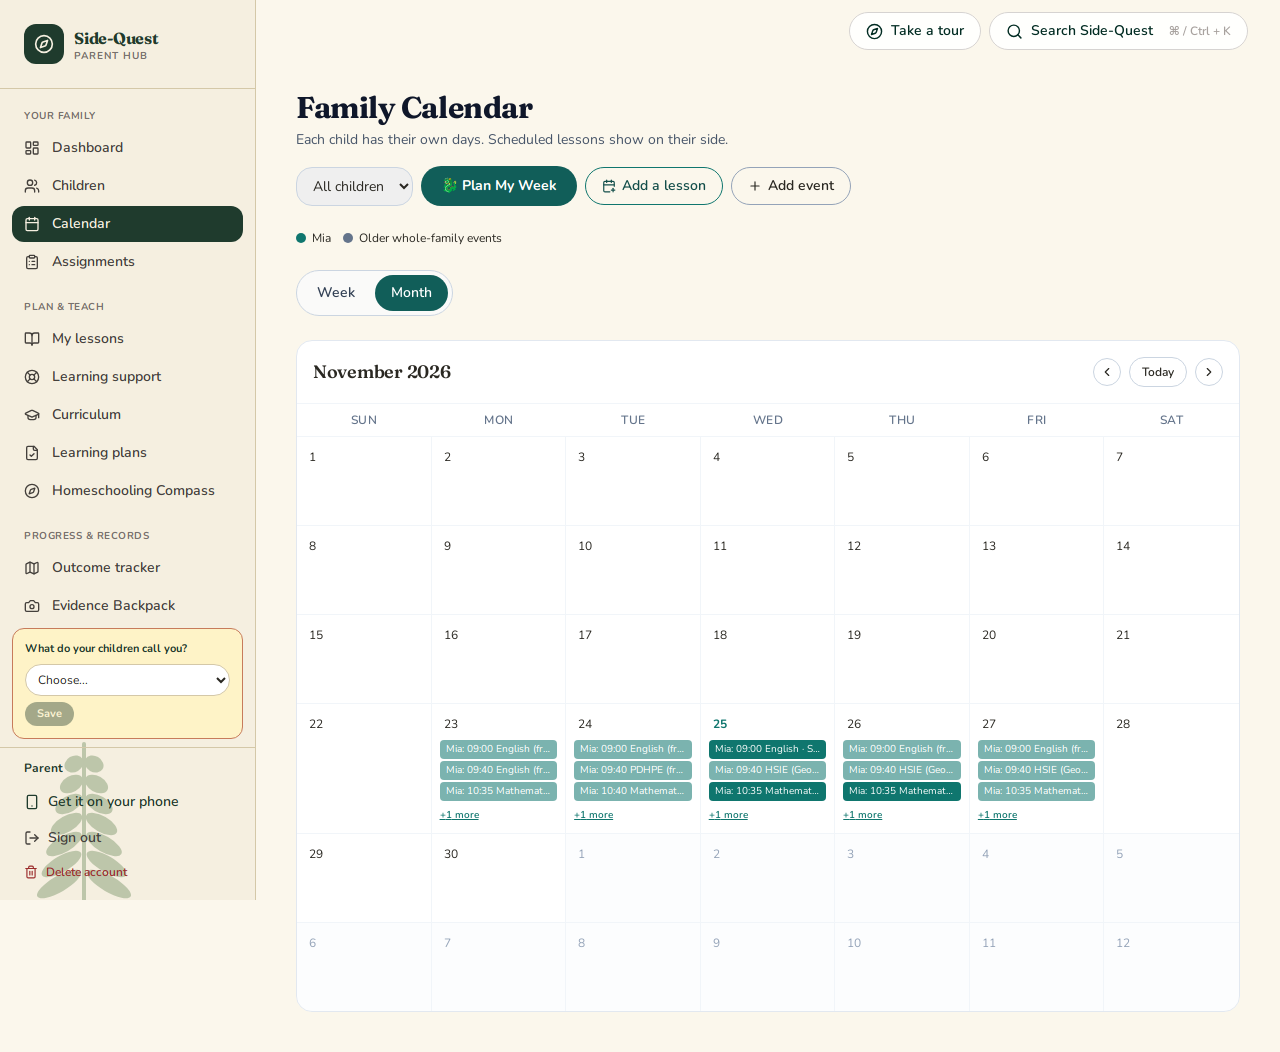 Side-Quest
PARENT HUB
YOUR FAMILY
Dashboard
Children
Calendar
Assignments
PLAN & TEACH
My lessons
Learning support
Curriculum
Learning plans
Homeschooling Compass
PROGRESS & RECORDS
Outcome tracker
Evidence Backpack
What do your children call you?
Choose...
Save
Parent
Get it on your phone
Sign out
Delete account
Take a tour
Search Side-Quest ⌘ / Ctrl + K
Family Calendar
Each child has their own days. Scheduled lessons show on their side.
All children
Plan My Week
Add a lesson
Add event
Mia
Older whole-family events
Week
Month
November 2026
Today
SUN MON TUE WED THU FRI SAT
1 2 3 4 5 6 7
8 9 10 11 12 13 14
15 16 17 18 19 20 21
22 23 24 25 26 27 28
Mia: 09:00 English (fr... Mia: 09:00 English (fr... Mia: 09:00 English · S... Mia: 09:00 English (fr... Mia: 09:00 English (fr...
Mia: 09:40 English (fr... Mia: 09:40 PDHPE (fr... Mia: 09:40 HSIE (Geo... Mia: 09:40 HSIE (Geo... Mia: 09:40 HSIE (Geo...
Mia: 10:35 Mathemat... Mia: 10:40 Mathemat... Mia: 10:35 Mathemat... Mia: 10:35 Mathemat... Mia: 10:35 Mathemat...
+1 more +1 more +1 more +1 more +1 more
29 30 1 2 3 4 5
6 7 8 9 10 11 12